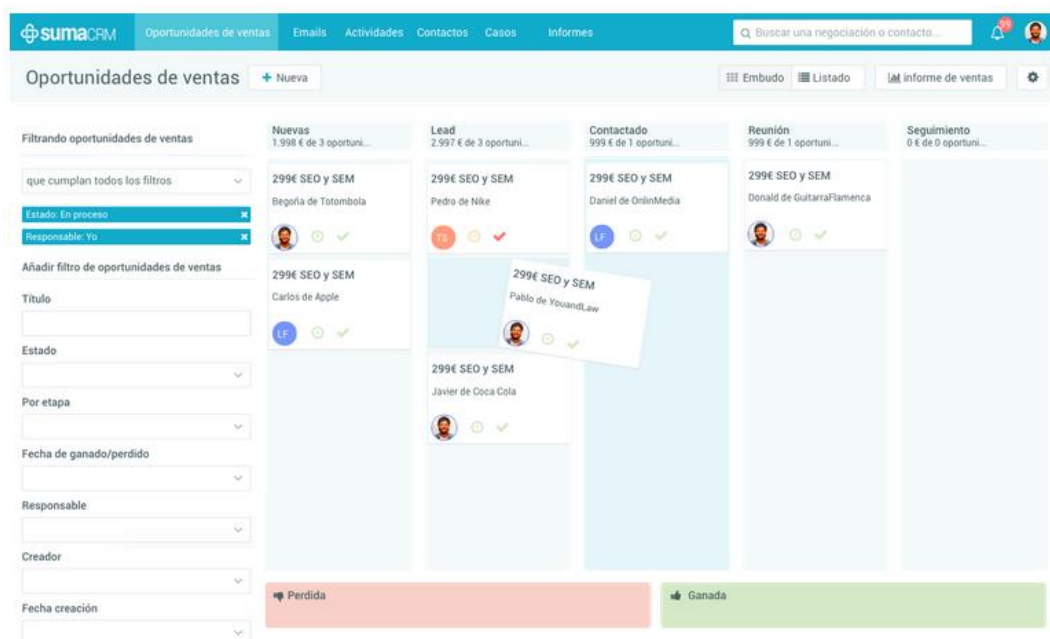 sumaCRM
Oportunidades de ventas Emails Actividades Contactos Casos Informes
Buscar una negociación o contacto...
99
Oportunidades de ventas
+ Nueva
Embudo Listado
informe de ventas
Filtrando oportunidades de ventas
que cumplan todos los filtros
Estado: En proceso
Responsable: Yo
Añadir filtro de oportunidades de ventas
Título
Estado
Por etapa
Fecha de ganado/perdido
Responsable
Creador
Fecha creación
Nuevas
1.998 € de 3 oportuni...
299€ SEO y SEM
Begoña de Totombola
299€ SEO y SEM
Carlos de Apple
LF
Lead
2.997 € de 3 oportuni...
299€ SEO y SEM
Pedro de Nike
TS
299€ SEO y SEM
Pablo de YouandLaw
299€ SEO y SEM
Javier de Coca Cola
Contactado
999 € de 1 oportuni...
299€ SEO y SEM
Daniel de OnlinMedia
LF
Reunión
999 € de 1 oportuni...
299€ SEO y SEM
Donald de GuitarraFlamenca
Seguimiento
0 € de 0 oportuni...
Perdida
Ganada